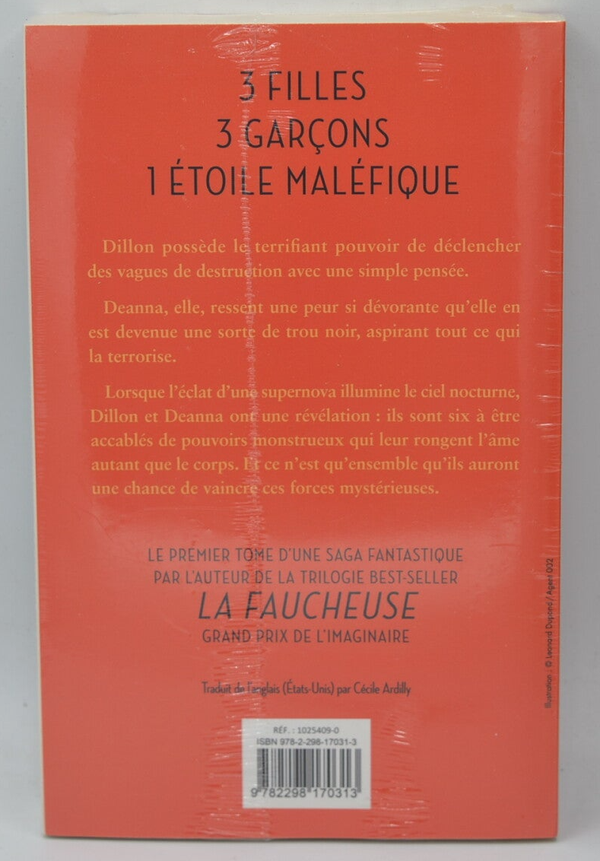 3 FILLES
3 GARÇONS
1 ÉTOILE MALÉFIQUE
Dillon possède le terrifiant pouvoir de déclencher
des vagues de destruction avec une simple pensée.
Deanna, elle, ressent une peur si dévorante qu'elle en
est devenue une sorte de trou noir, aspirant tout ce qui
la terrorise.
Lorsque l'éclat d'une supernova illumine le ciel nocturne,
Dillon et Deanna ont une révélation : ils sont six à être
accablés de pouvoirs monstrueux qui leur rongent l'âme
autant que le corps. Et ce n'est qu'ensemble qu'ils auront
une chance de vaincre ces forces mystérieuses.
LE PREMIER TOME D'UNE SAGA FANTASTIQUE
PAR L'AUTEUR DE LA TRILOGIE BEST-SELLER
LA FAUCHEUSE
GRAND PRIX DE L'IMAGINAIRE
Traduit de l'anglais (États-Unis) par Cécile Ardilly
RÉF. : 1025409-0
ISBN 978-2-298-17031-3
9 782298 170313
Illustration : © Leonard Dupond / Agent 002